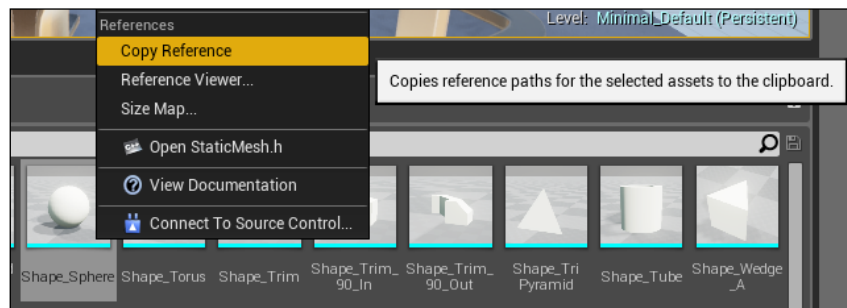 Level: Minimal_Default (Persistent)
References
Copy Reference
Reference Viewer...
Copies reference paths for the selected assets to the clipboard.
Size Map...
Open StaticMesh.h
View Documentation
Connect To Source Control...
Shape_Sphere
Shape_Torus
Shape_Trim
Shape_Trim_
90_In
Shape_Trim_
90_Out
Shape_Tri
Pyramid
Shape_Tube
Shape_Wedge
_A